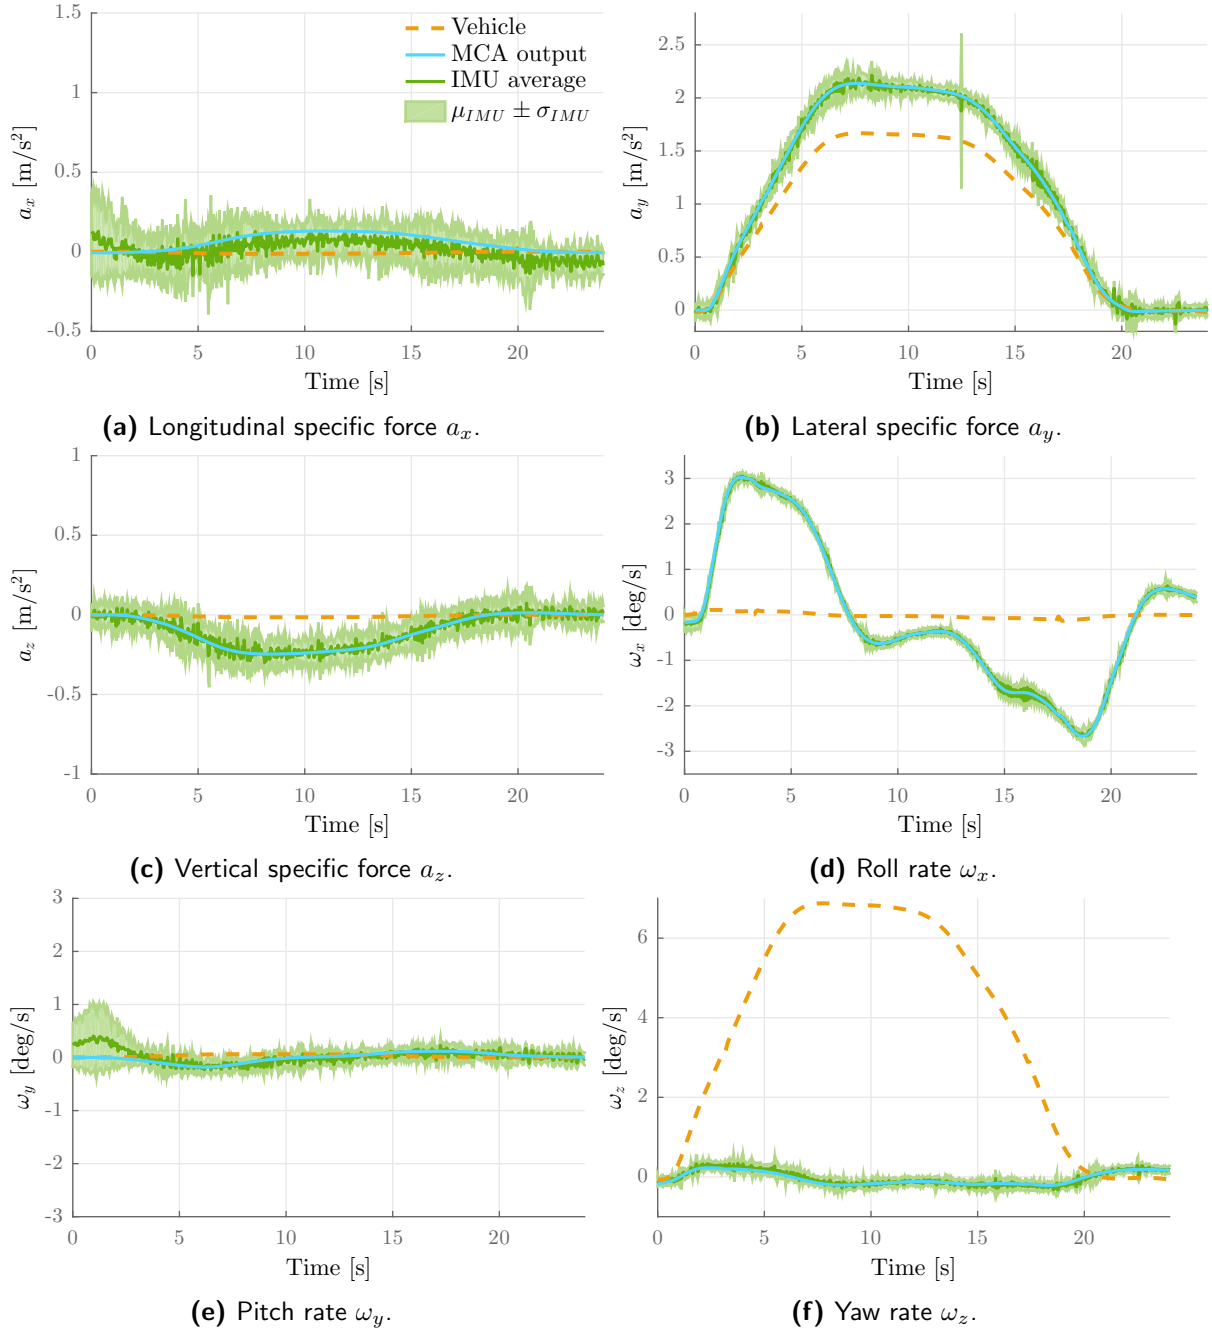 1.5
1
0.5
0
-0.5
0 5 10 15 20
a_x [m/s²]
Time [s]
Vehicle
MCA output
IMU average
μ_IMU ± σ_IMU
(a) Longitudinal specific force a_x.
2.5
2
1.5
1
0.5
0
0 5 10 15 20
a_y [m/s²]
Time [s]
(b) Lateral specific force a_y.
1
0.5
0
-0.5
-1
0 5 10 15 20
a_z [m/s²]
Time [s]
(c) Vertical specific force a_z.
3
2
1
0
-1
-2
-3
0 5 10 15 20
ω_x [deg/s]
Time [s]
(d) Roll rate ω_x.
3
2
1
0
-1
-2
-3
0 5 10 15 20
ω_y [deg/s]
Time [s]
(e) Pitch rate ω_y.
6
4
2
0
0 5 10 15 20
ω_z [deg/s]
Time [s]
(f) Yaw rate ω_z.